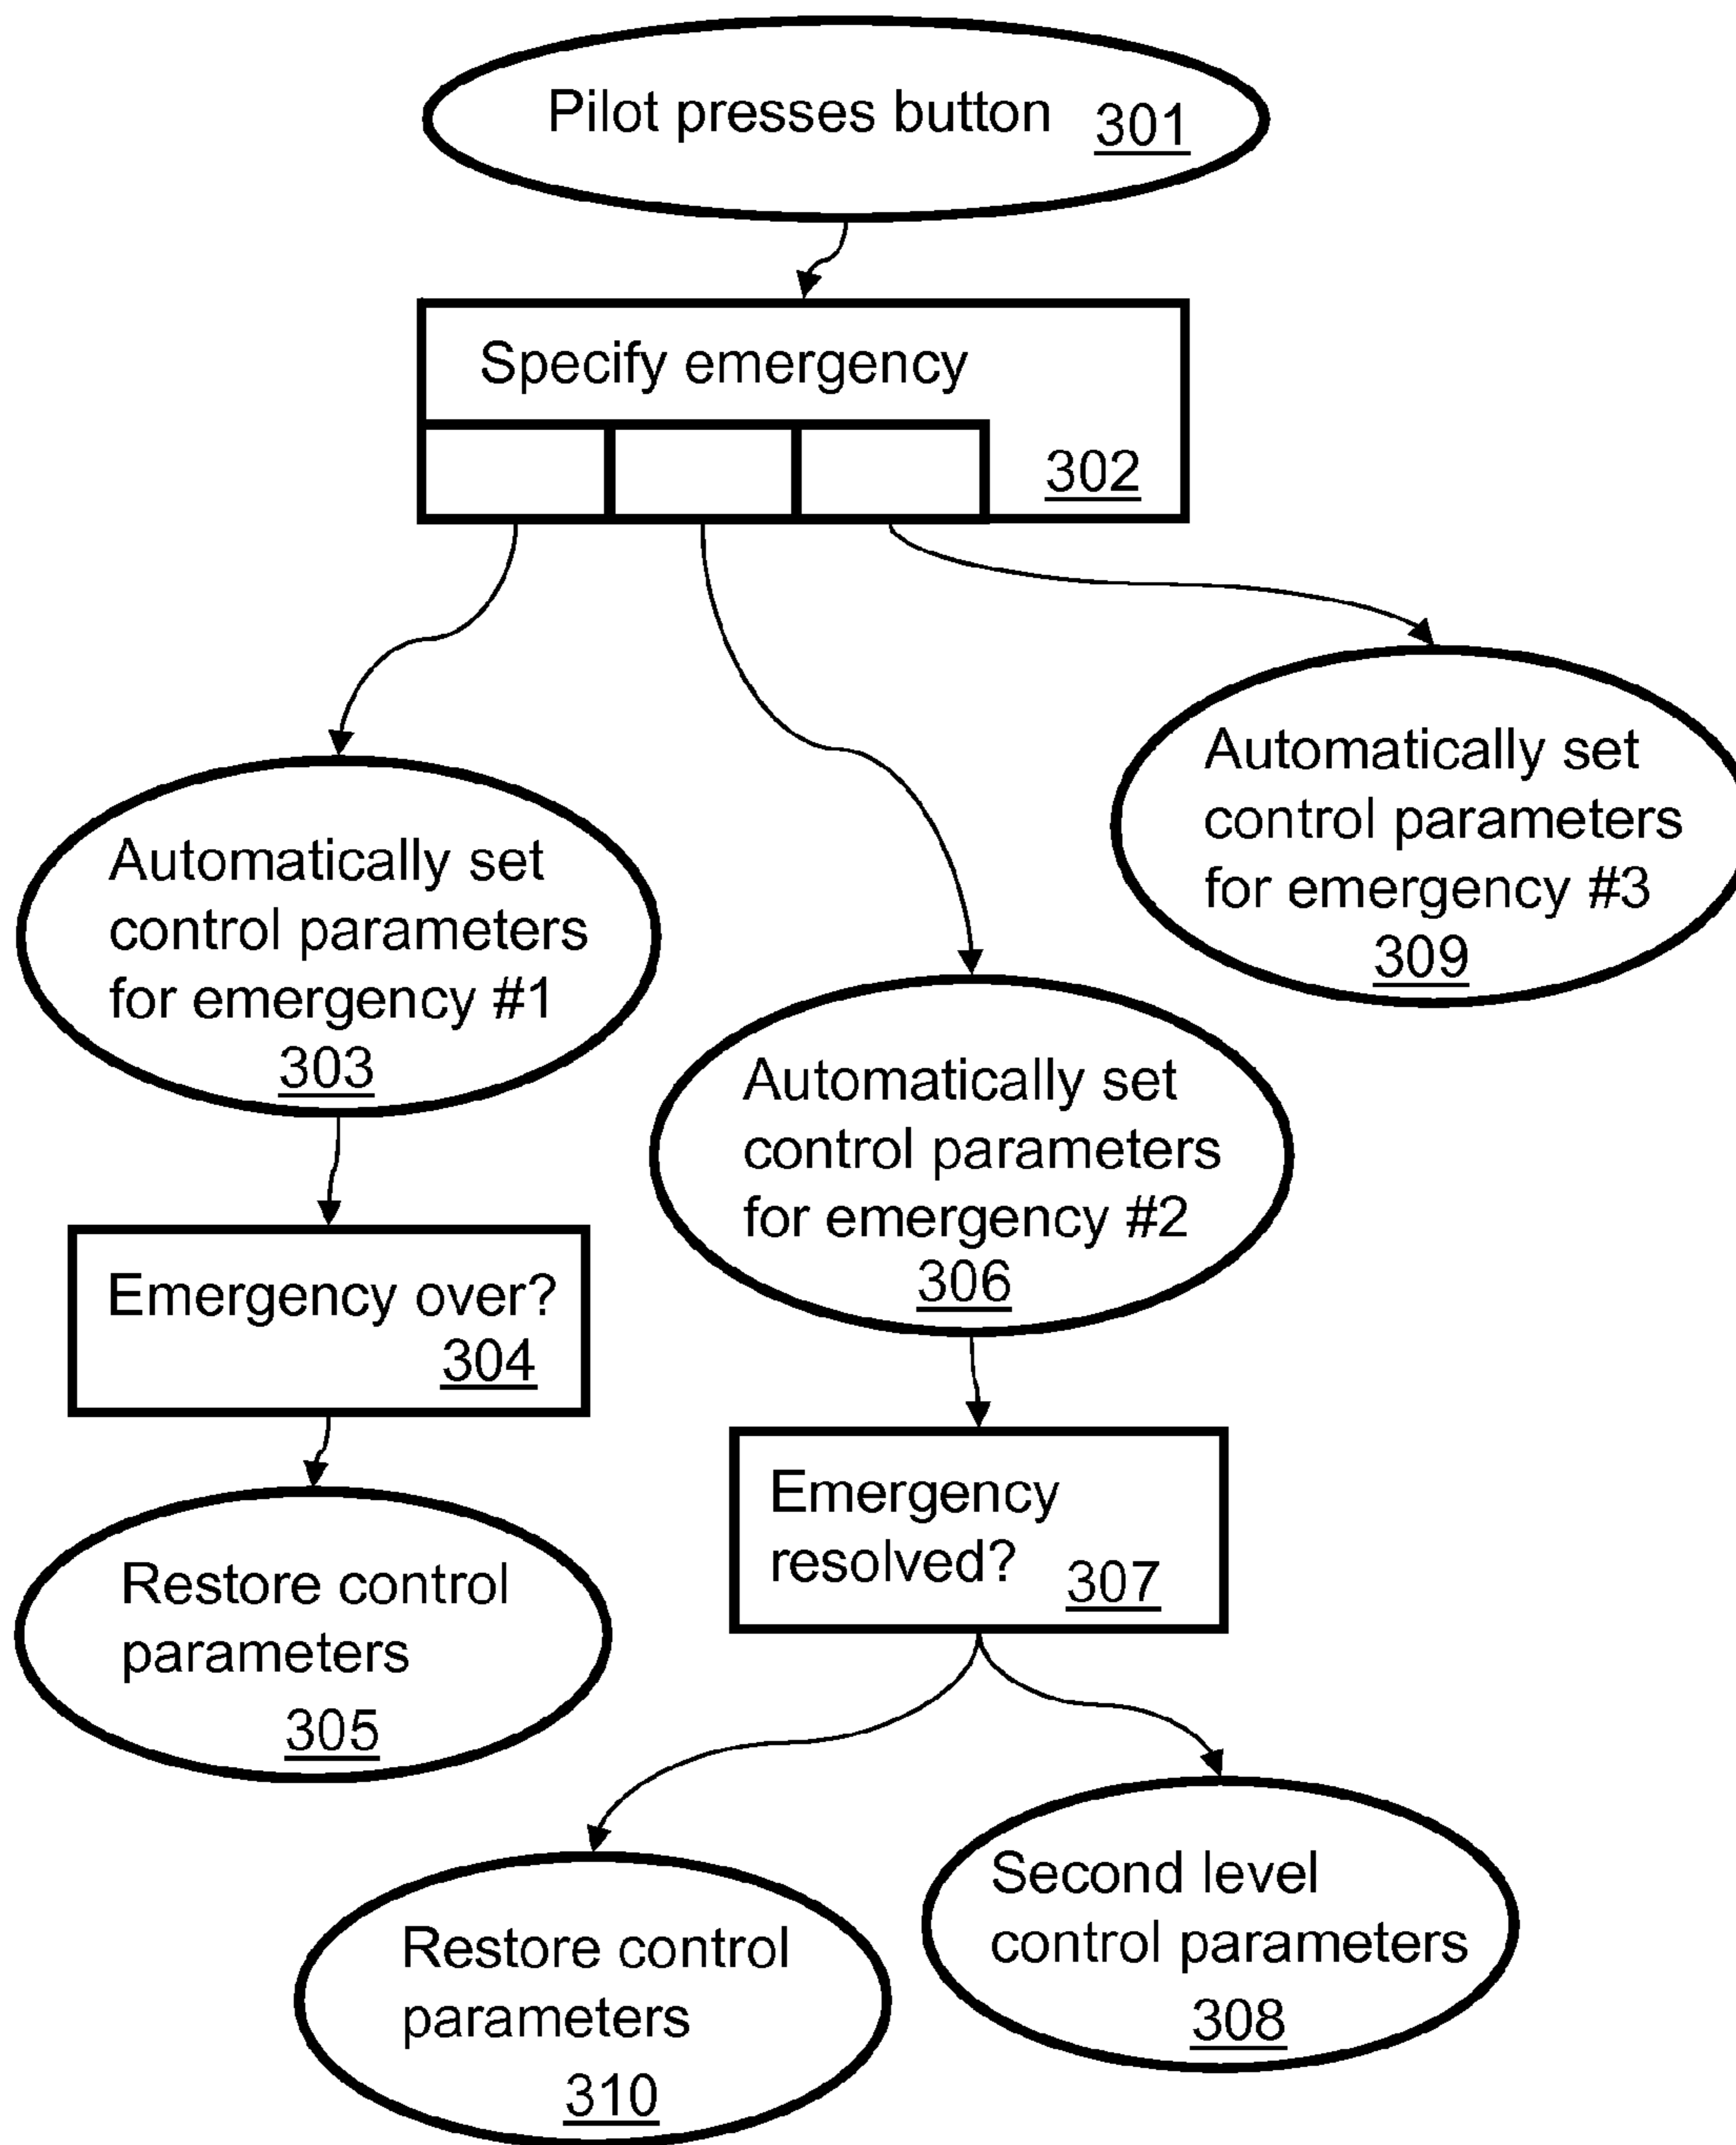 Pilot presses button 301
Specify emergency
302
Automatically set
control parameters
for emergency #3
309
Automatically set
control parameters
for emergency #1
303
Automatically set
control parameters
for emergency #2
306
Emergency over?
304
Emergency
resolved? 307
Restore control
parameters
305
Second level
control parameters
308
Restore control
parameters
310